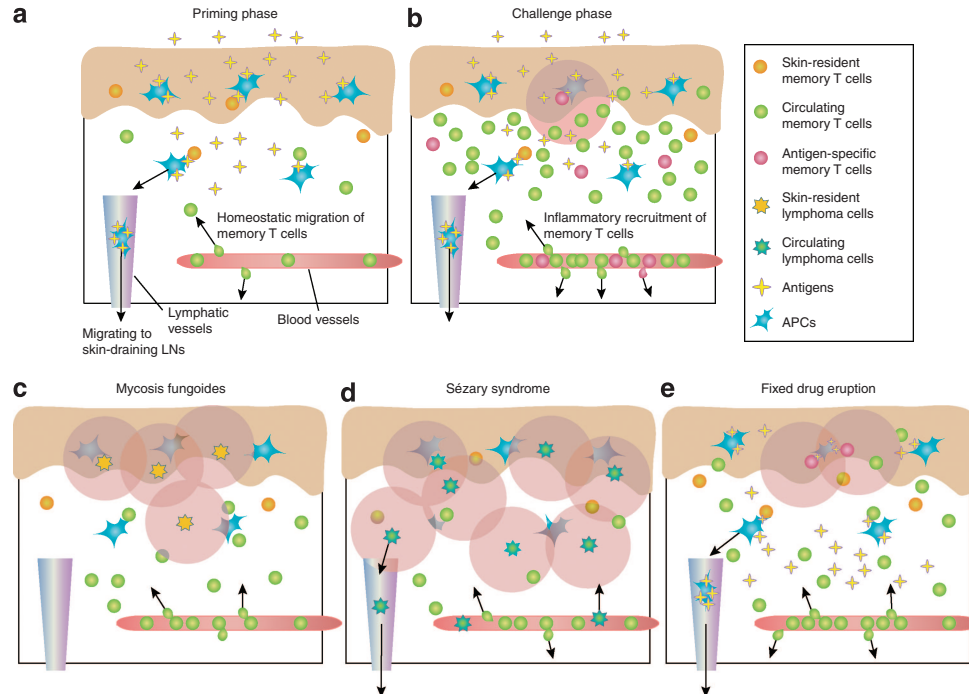 a
Priming phase
Homeostatic migration of
memory T cells
Lymphatic
vessels
Blood vessels
Migrating to
skin-draining LNs
b
Challenge phase
Inflammatory recruitment of
memory T cells
Skin-resident
memory T cells
Circulating
memory T cells
Antigen-specific
memory T cells
Skin-resident
lymphoma cells
Circulating
lymphoma cells
Antigens
APCs
c
Mycosis fungoides
d
Sézary syndrome
e
Fixed drug eruption